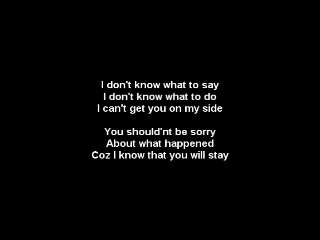 I don't know what to say
I don't know what to do
I can't get you on my side
You should'nt be sorry
About what happened
Coz I know that you will stay